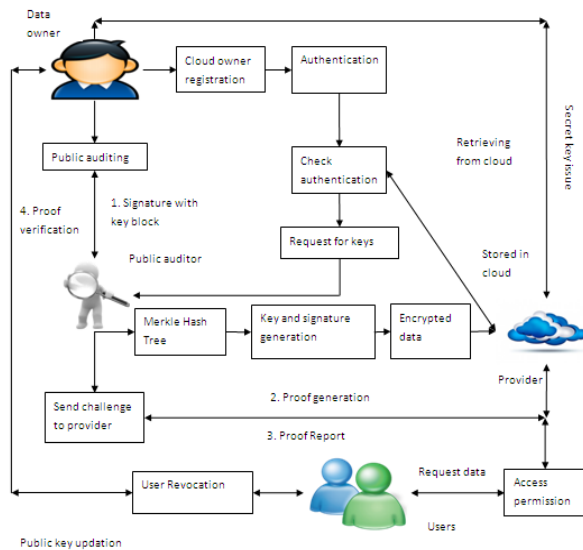 Data
owner
Cloud owner
registration
Authentication
Public auditing
Check
authentication
Retrieving
from cloud
Secret key issue
4. Proof
verification
1. Signature with
key block
Request for keys
Public auditor
Stored in
cloud
Merkle Hash
Tree
Key and signature
generation
Encrypted
data
Provider
Send challenge
to provider
2. Proof generation
3. Proof Report
User Revocation
Request data
Access
permission
Users
Public key updation